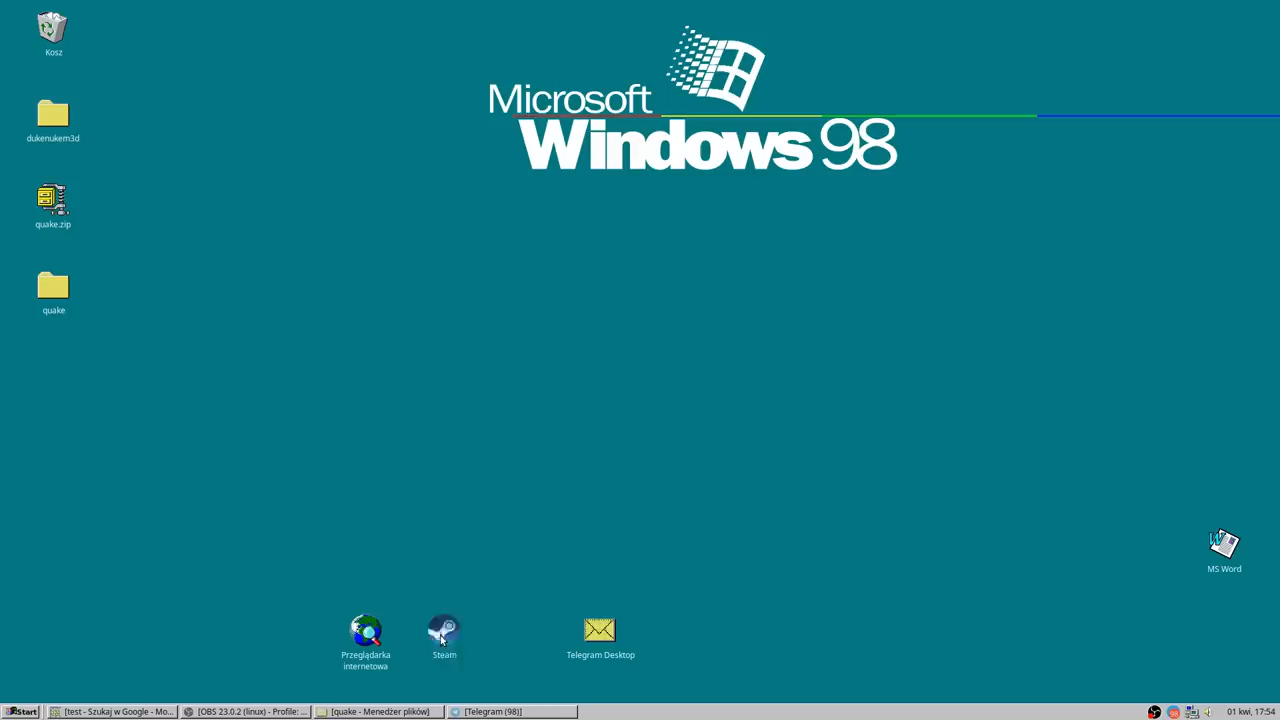 Kosz
dukenukem3d
quake.zip
quake
Microsoft
Windows 98
MS Word
Przeglądarka
internetowa
Steam
Telegram Desktop
Start
[test - Szukaj w Google - Mo...
[OBS 23.0.2 (linux) - Profile: ...
[quake - Menedżer plików]
[Telegram (98)]
98
01 kwi, 17:54